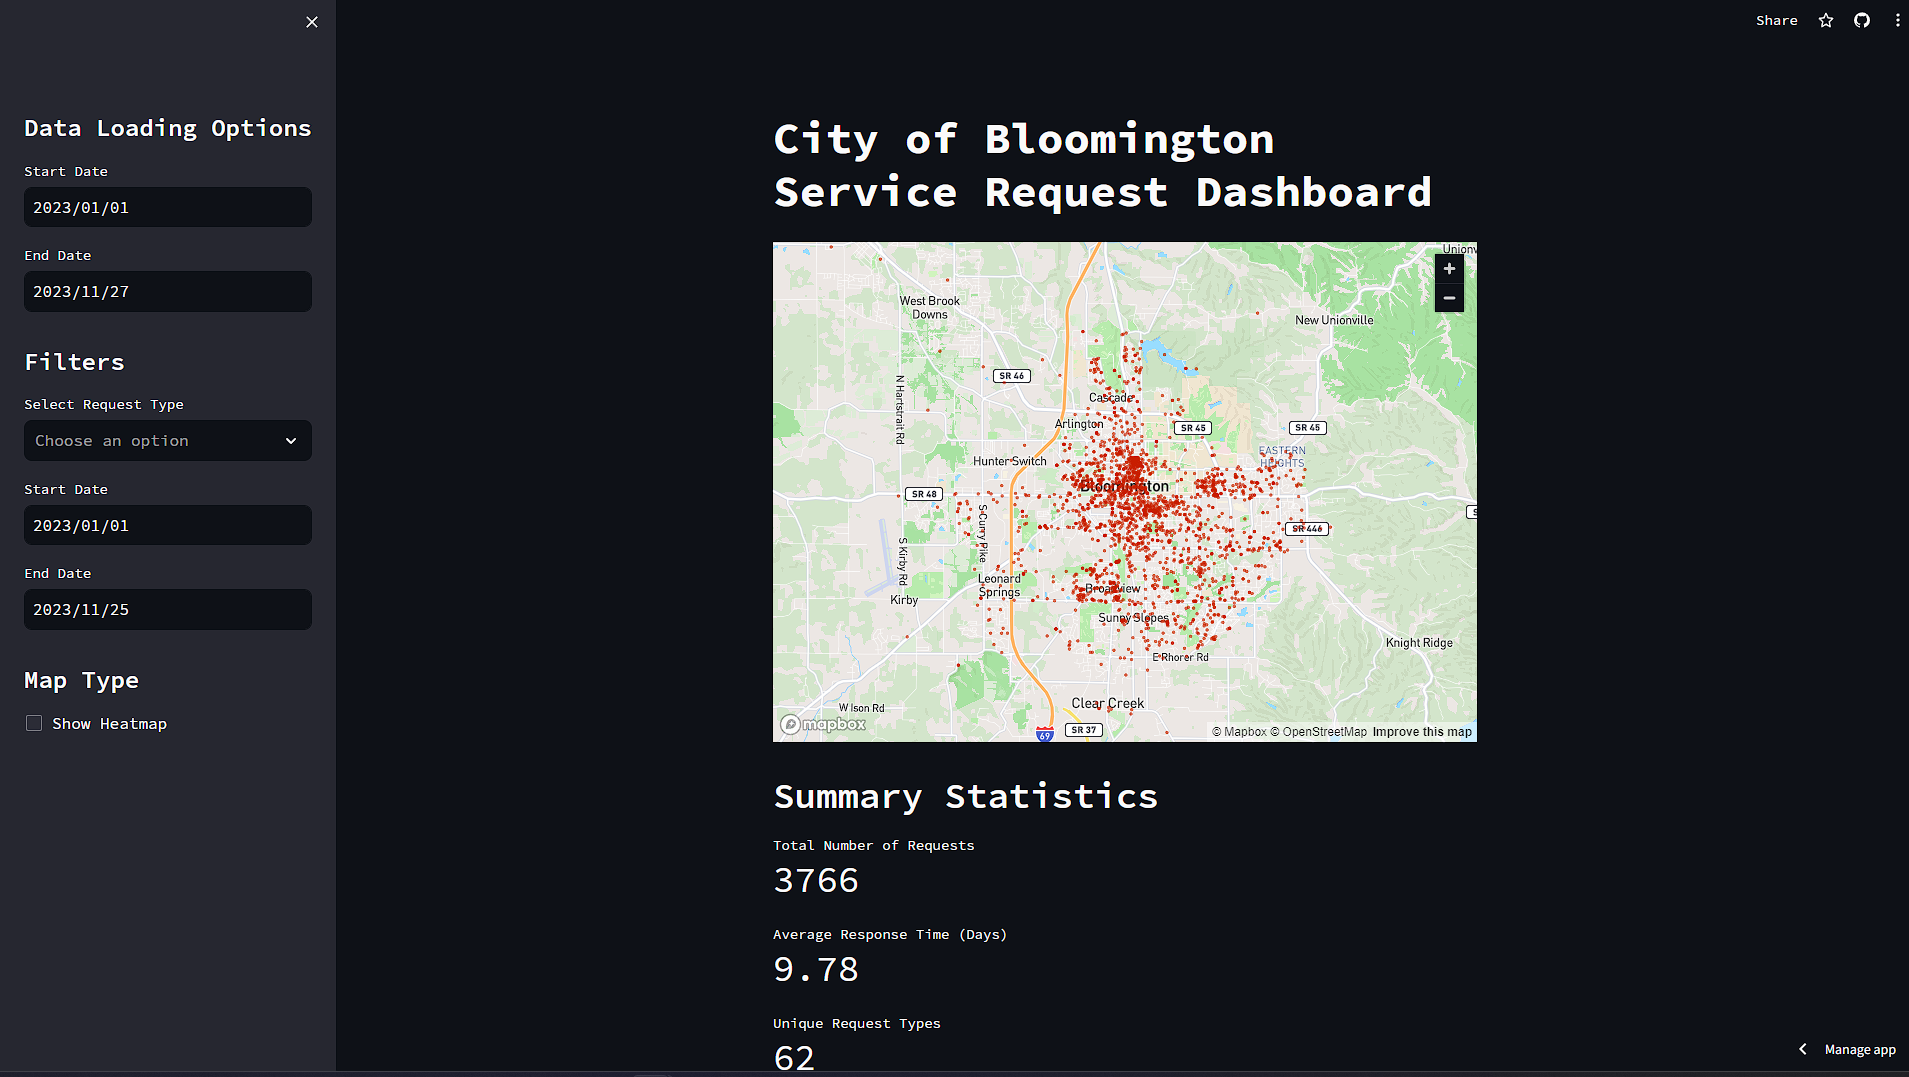 Share
Data Loading Options
Start Date
2023/01/01
End Date
2023/11/27
Filters
Select Request Type
Choose an option
Start Date
2023/01/01
End Date
2023/11/25
Map Type
Show Heatmap
City of Bloomington
Service Request Dashboard
Unionv
+
−
West Brook
Downs
New Unionville
SR 46
N Hartstrait Rd
Cascade
Arlington
SR 45
SR 45
EASTERN
HEIGHTS
Hunter Switch
Bloomington
SR 48
S Curry Pike
S
SR 446
S Kirby Rd
Leonard
Springs
Broadview
Kirby
Sunny Slopes
Knight Ridge
E Rhorer Rd
W Ison Rd
Clear Creek
mapbox
69
SR 37
© Mapbox © OpenStreetMap Improve this map
Summary Statistics
Total Number of Requests
3766
Average Response Time (Days)
9.78
Unique Request Types
62
Manage app